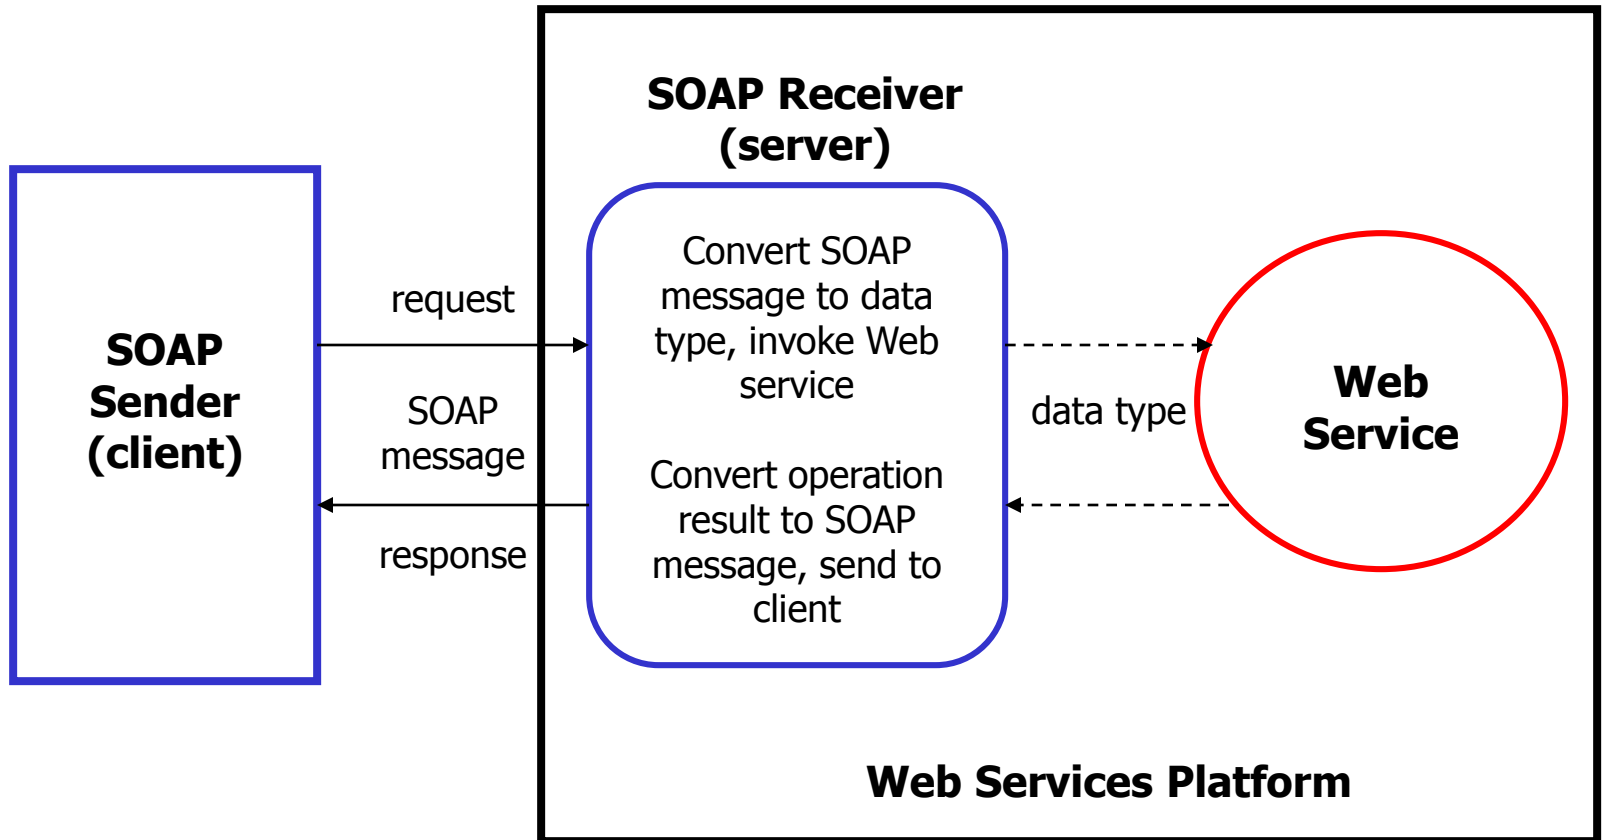 SOAP Receiver
(server)
SOAP
Sender
(client)
request
SOAP
message
response
Convert SOAP
message to data
type, invoke Web
service
Convert operation
result to SOAP
message, send to
client
data type
Web
Service
Web Services Platform